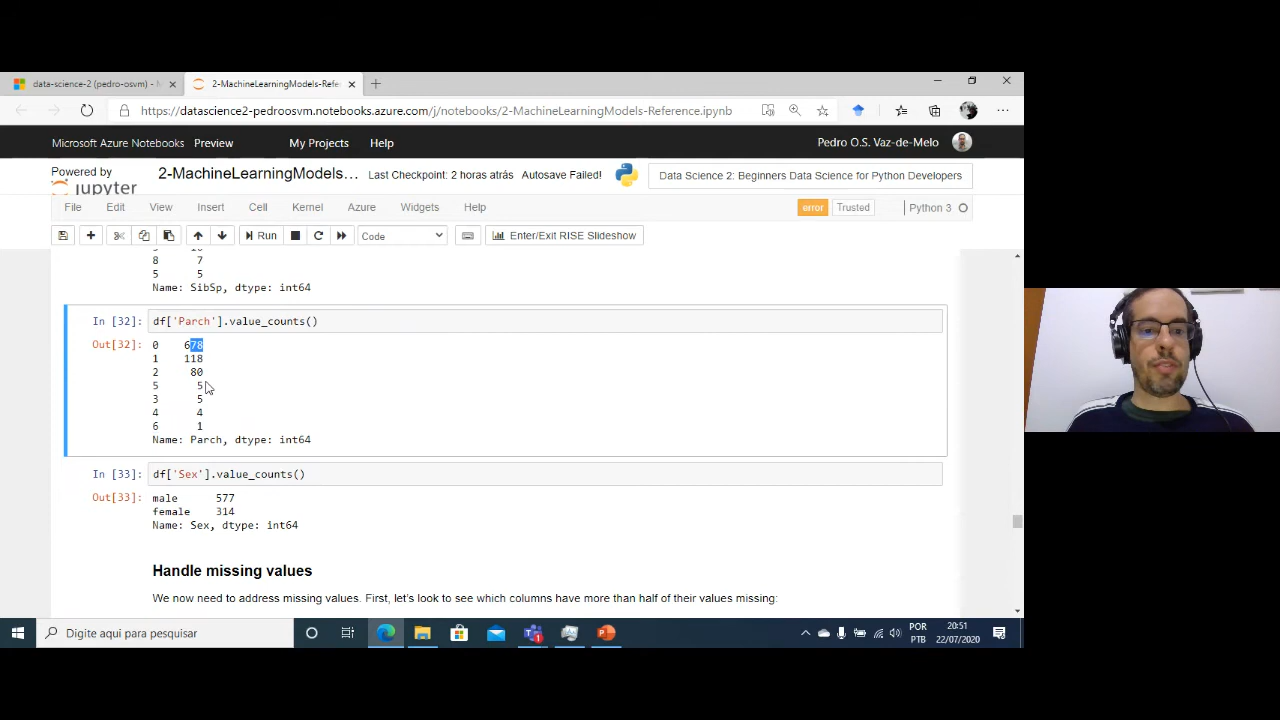 data-science-2 (pedro-osvm) -
2-MachineLearningModels-Refe
https://datascience2-pedroosvm.notebooks.azure.com/j/notebooks/2-MachineLearningModels-Reference.ipynb
Microsoft Azure Notebooks Preview My Projects Help Pedro O.S. Vaz-de-Melo
Powered by
jupyter
2-MachineLearningModels... Last Checkpoint: 2 horas atrás Autosave Failed! Data Science 2: Beginners Data Science for Python Developers
File Edit View Insert Cell Kernel Azure Widgets Help error Trusted Python 3
Run Code Enter/Exit RISE Slideshow
8 7
5 5
Name: SibSp, dtype: int64
In [32]: df['Parch'].value_counts()
Out[32]: 0 678
1 118
2 80
5 5
3 5
4 4
6 1
Name: Parch, dtype: int64
In [33]: df['Sex'].value_counts()
Out[33]: male 577
female 314
Name: Sex, dtype: int64
Handle missing values
We now need to address missing values. First, let's look to see which columns have more than half of their values missing:
Digite aqui para pesquisar
POR
PTB
20:51
22/07/2020